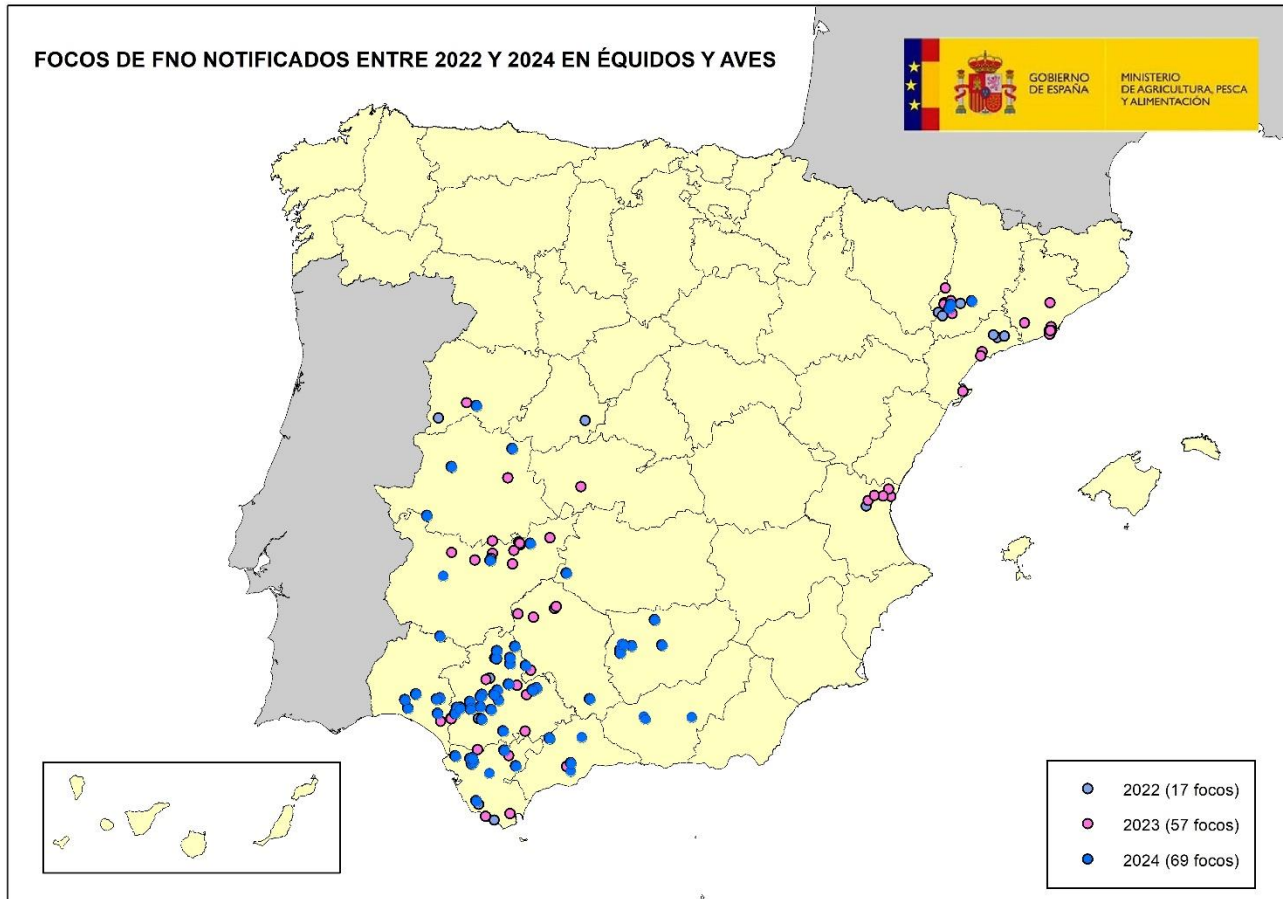 FOCOS DE FNO NOTIFICADOS ENTRE 2022 Y 2024 EN ÉQUIDOS Y AVES
GOBIERNO
DE ESPAÑA
MINISTERIO
DE AGRICULTURA, PESCA
Y ALIMENTACIÓN
2022 (17 focos)
2023 (57 focos)
2024 (69 focos)